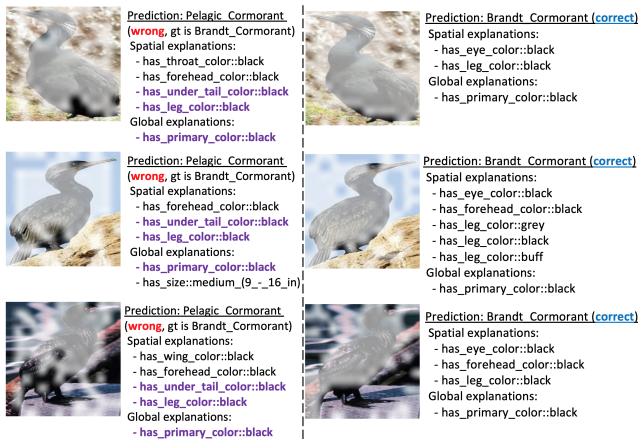 Prediction: Pelagic_Cormorant
(wrong, gt is Brandt_Cormorant)
Spatial explanations:
- has_throat_color::black
- has_forehead_color::black
- has_under_tail_color::black
- has_leg_color::black
Global explanations:
- has_primary_color::black
Prediction: Brandt_Cormorant (correct)
Spatial explanations:
- has_eye_color::black
- has_leg_color::black
Global explanations:
- has_primary_color::black
Prediction: Pelagic_Cormorant
(wrong, gt is Brandt_Cormorant)
Spatial explanations:
- has_forehead_color::black
- has_under_tail_color::black
- has_leg_color::black
Global explanations:
- has_primary_color::black
- has_size::medium_(9_-_16_in)
Prediction: Brandt_Cormorant (correct)
Spatial explanations:
- has_eye_color::black
- has_forehead_color::black
- has_leg_color::grey
- has_leg_color::black
- has_leg_color::buff
Global explanations:
- has_primary_color::black
Prediction: Pelagic_Cormorant
(wrong, gt is Brandt_Cormorant)
Spatial explanations:
- has_wing_color::black
- has_forehead_color::black
- has_under_tail_color::black
- has_leg_color::black
Global explanations:
- has_primary_color::black
Prediction: Brandt_Cormorant (correct)
Spatial explanations:
- has_eye_color::black
- has_forehead_color::black
- has_leg_color::black
Global explanations:
- has_primary_color::black